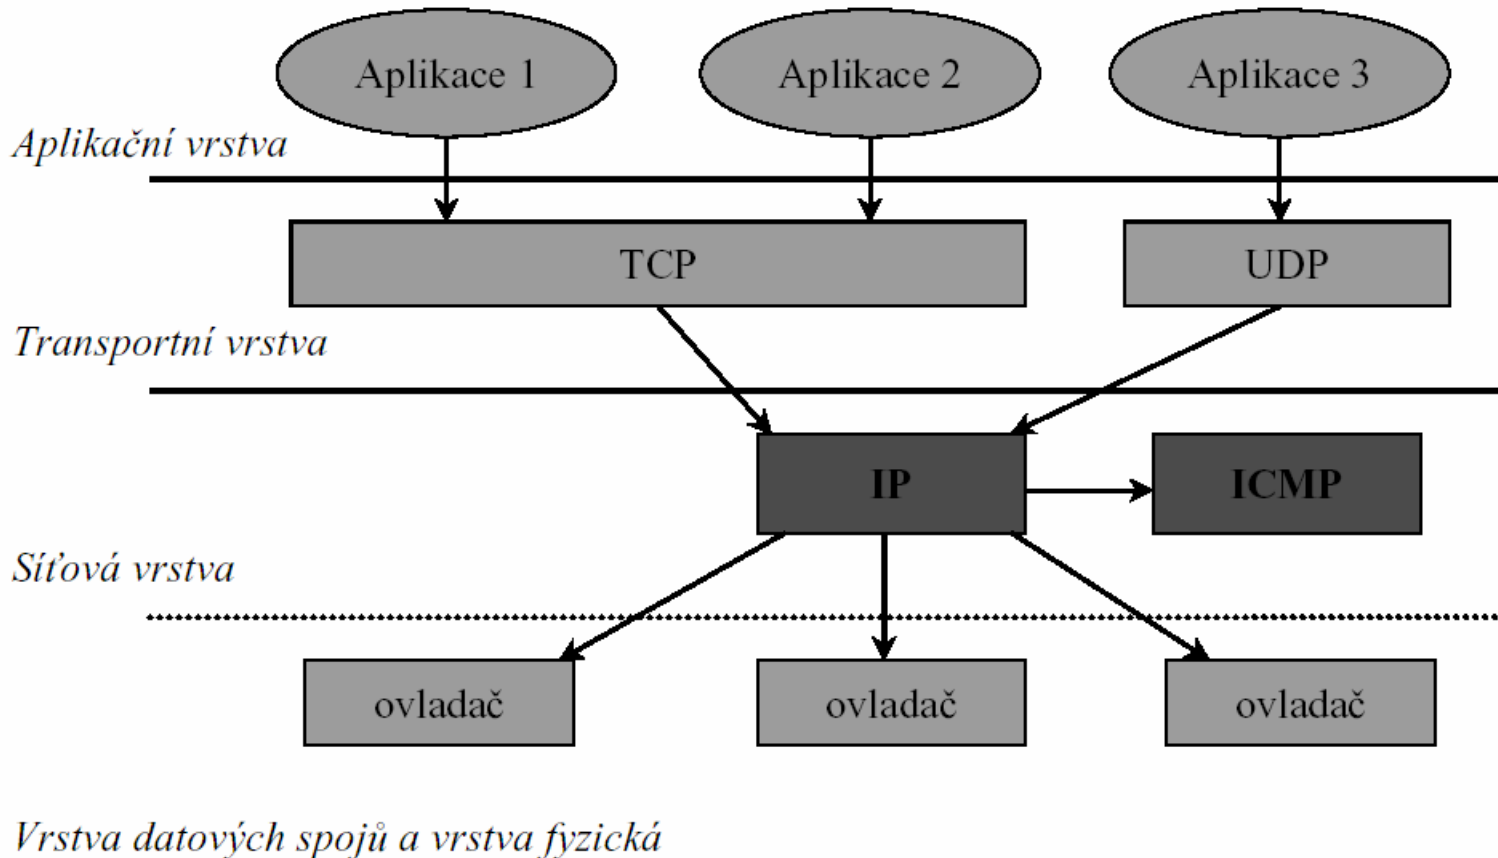 Aplikace 1
Aplikace 2
Aplikace 3
Aplikační vrstva
TCP
UDP
Transportní vrstva
IP
ICMP
Síťová vrstva
ovladač
ovladač
ovladač
Vrstva datových spojů a vrstva fyzická